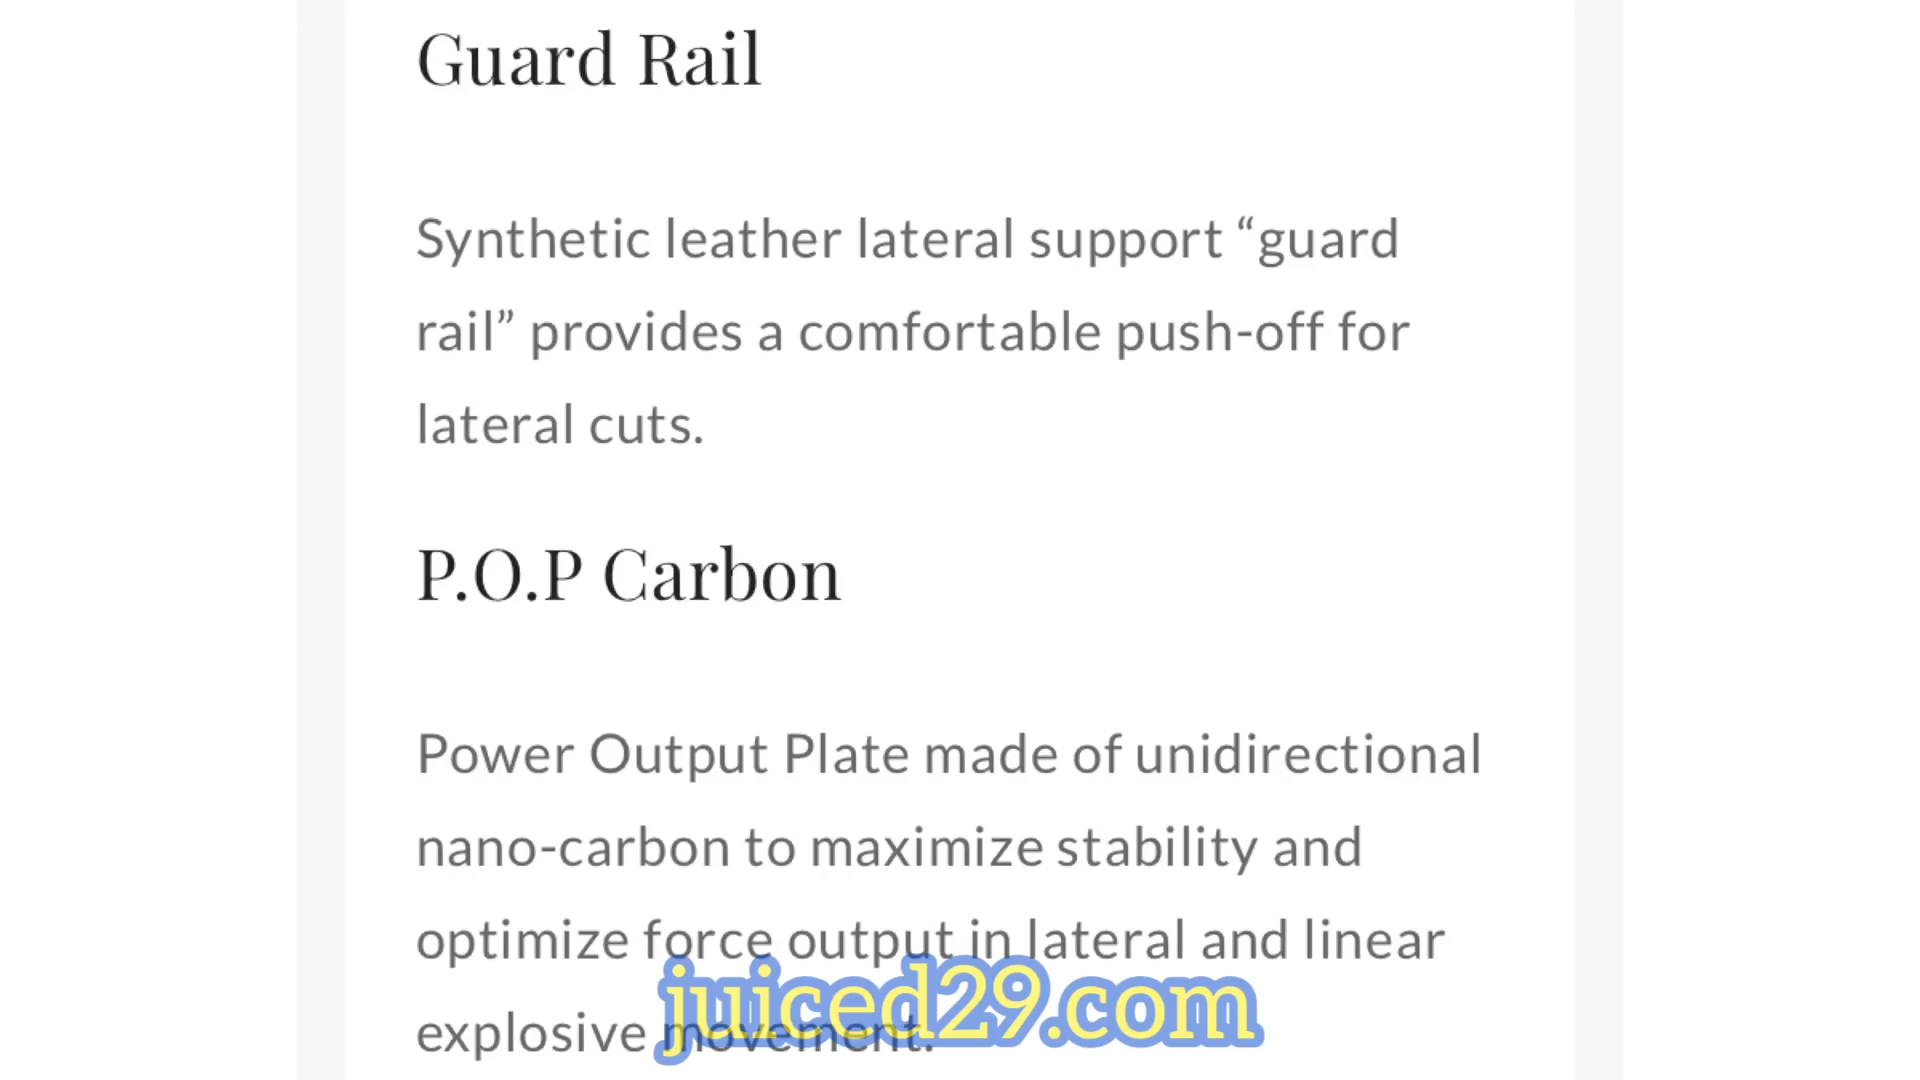 Guard Rail
Synthetic leather lateral support “guard
rail” provides a comfortable push-off for
lateral cuts.
P.O.P Carbon
Power Output Plate made of unidirectional
nano-carbon to maximize stability and
optimize force output in lateral and linear
explosive movement.
juiced29.com